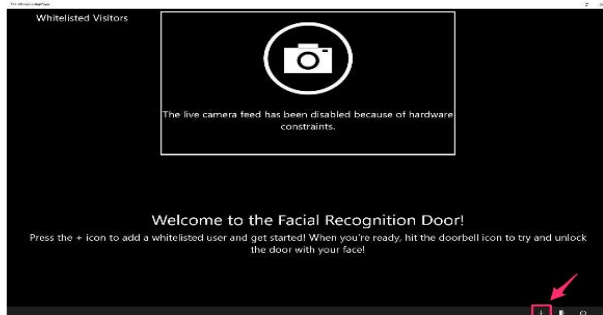 Whitelisted Visitors
The live camera feed has been disabled because of hardware
constraints.
Welcome to the Facial Recognition Door!
Press the + icon to add a whitelisted user and get started! When you're ready, hit the doorbell icon to try and unlock
the door with your face!